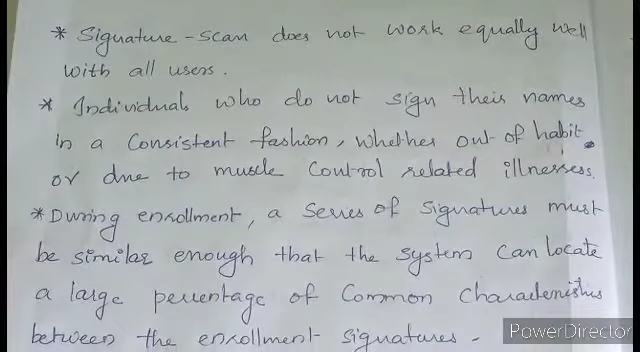 * Signature-scan does not work equally well
with all users.
* Individuals who do not sign their names
in a consistent fashion, whether out of habit
or due to muscle control related illnesses.
* During enrollment, a series of signatures must
be similar enough that the system can locate
a large percentage of common characteristics
between the enrollment signatures.
PowerDirector